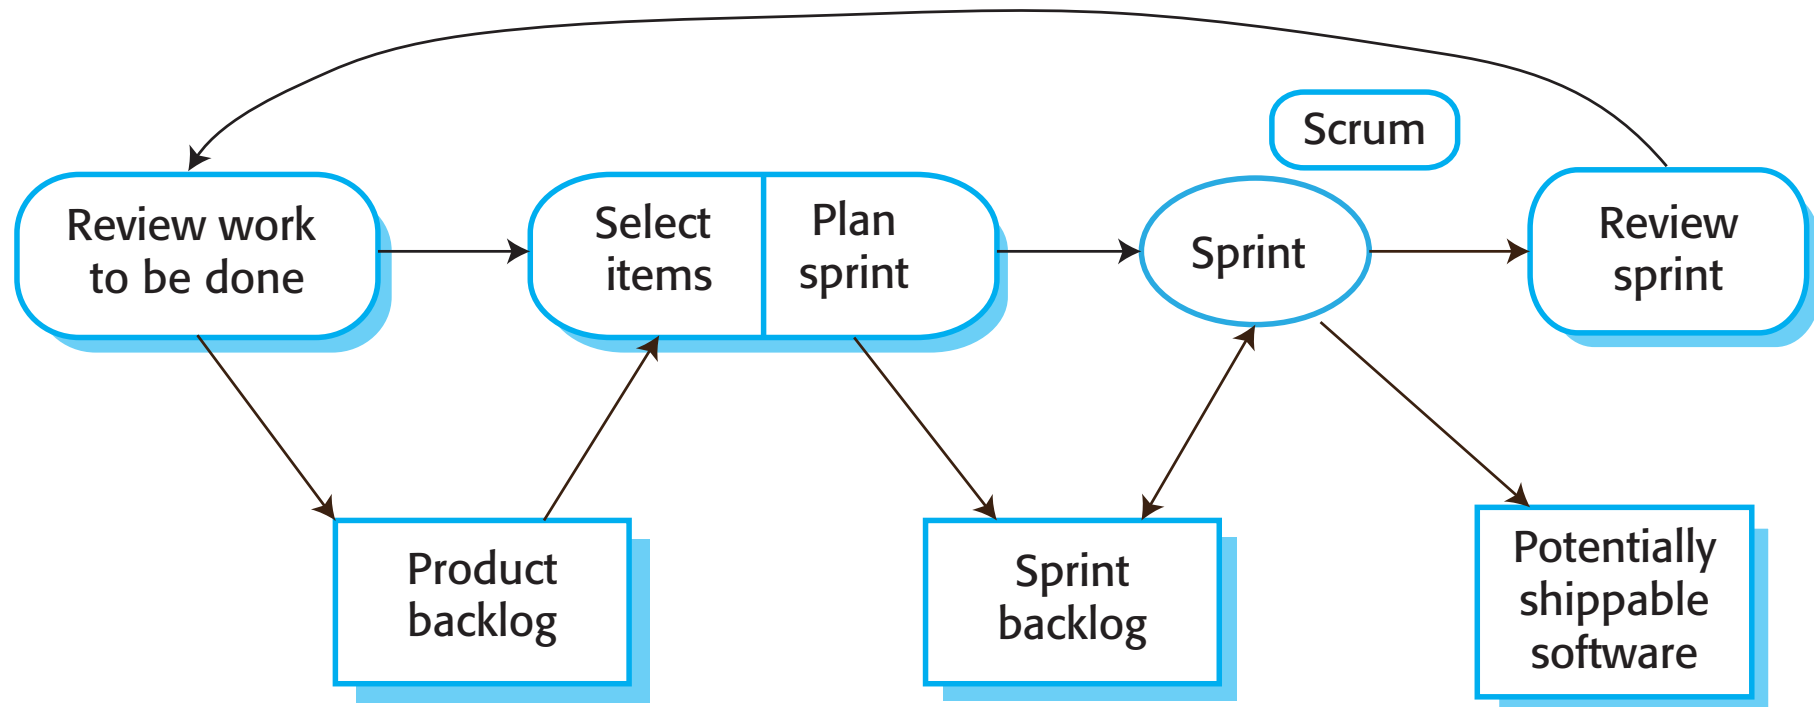 Scrum
Review work
to be done
Select
items
Plan
sprint
Sprint
Review
sprint
Product
backlog
Sprint
backlog
Potentially
shippable
software